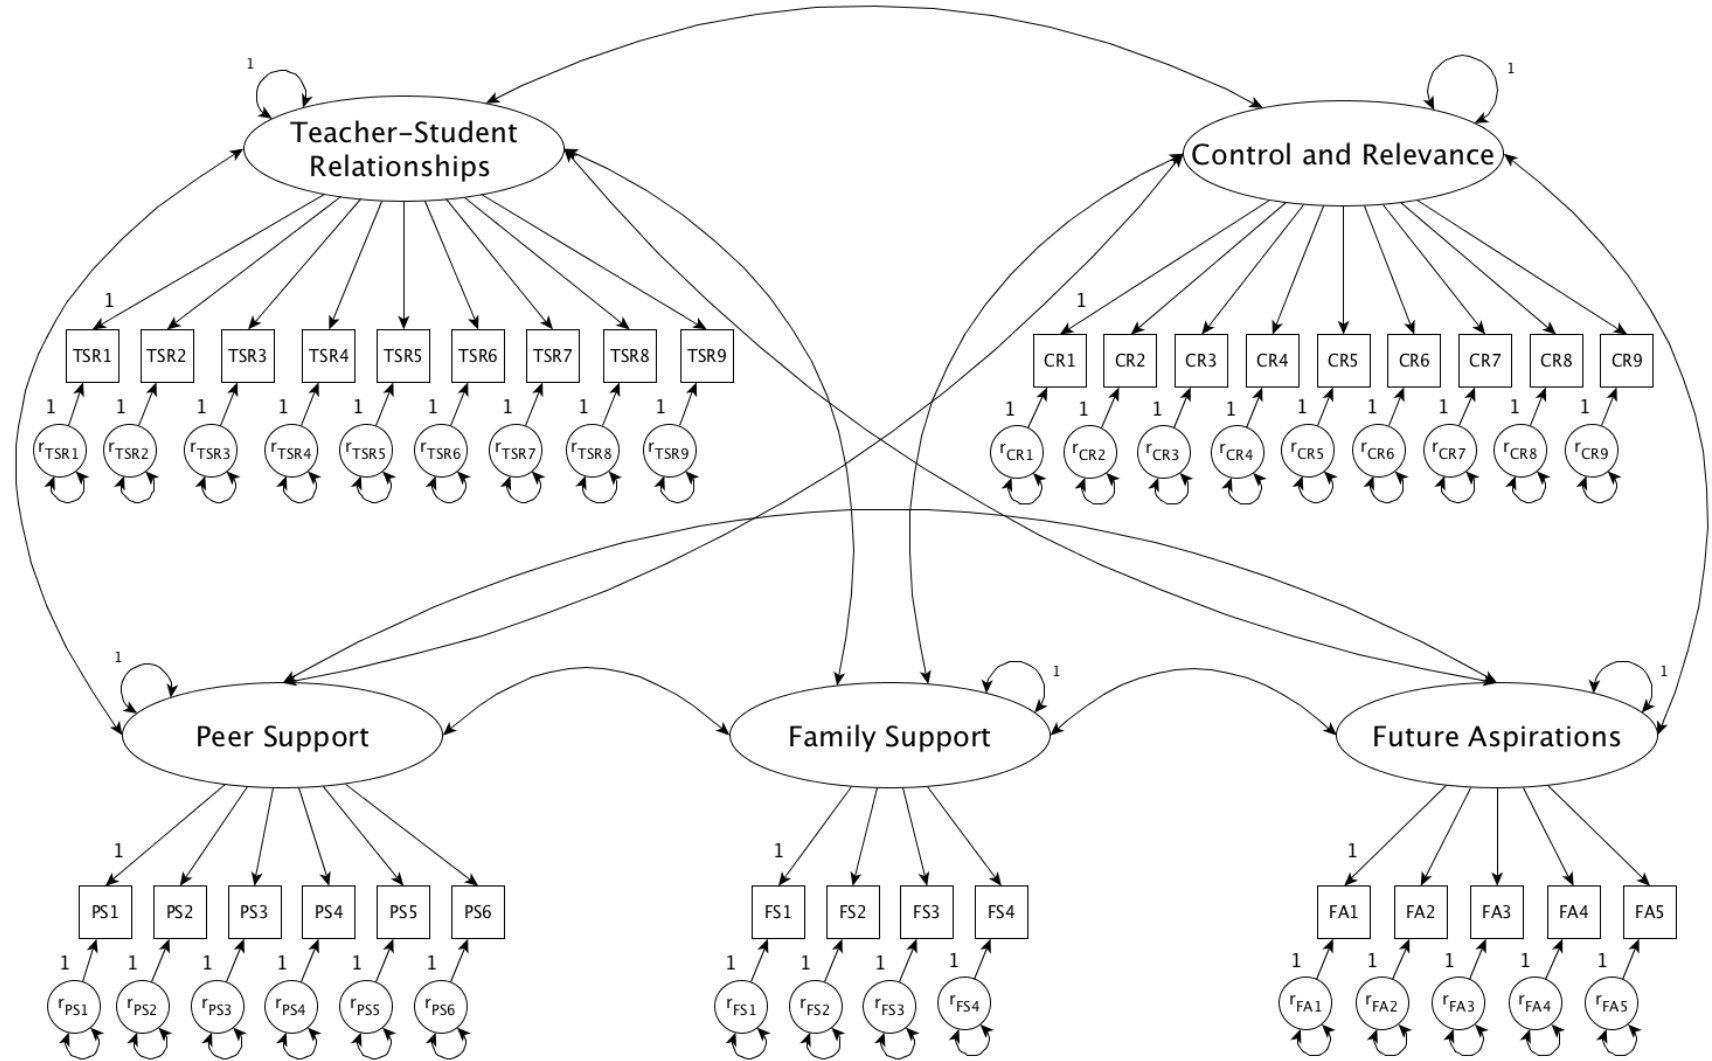 1
1
Teacher–Student
Relationships
Control and Relevance
1
1
TSR1 TSR2 TSR3 TSR4 TSR5 TSR6 TSR7 TSR8 TSR9
CR1 CR2 CR3 CR4 CR5 CR6 CR7 CR8 CR9
1 1 1 1 1 1 1 1 1
1 1 1 1 1 1 1 1 1
rTSR1 rTSR2 rTSR3 rTSR4 rTSR5 rTSR6 rTSR7 rTSR8 rTSR9
rCR1 rCR2 rCR3 rCR4 rCR5 rCR6 rCR7 rCR8 rCR9
1
1
1
Peer Support
Family Support
Future Aspirations
1
1
1
PS1 PS2 PS3 PS4 PS5 PS6
FS1 FS2 FS3 FS4
FA1 FA2 FA3 FA4 FA5
1 1 1 1 1 1
1 1 1 1
1 1 1 1 1
rPS1 rPS2 rPS3 rPS4 rPS5 rPS6
rFS1 rFS2 rFS3 rFS4
rFA1 rFA2 rFA3 rFA4 rFA5